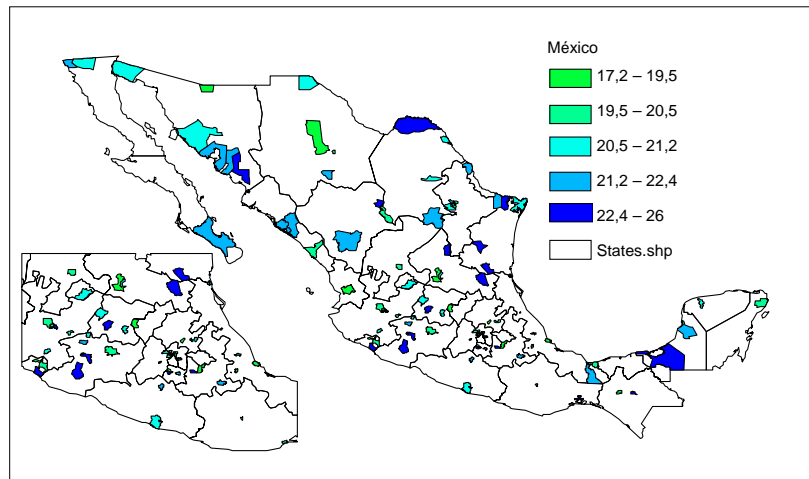 México
17,2 – 19,5
19,5 – 20,5
20,5 – 21,2
21,2 – 22,4
22,4 – 26
States.shp